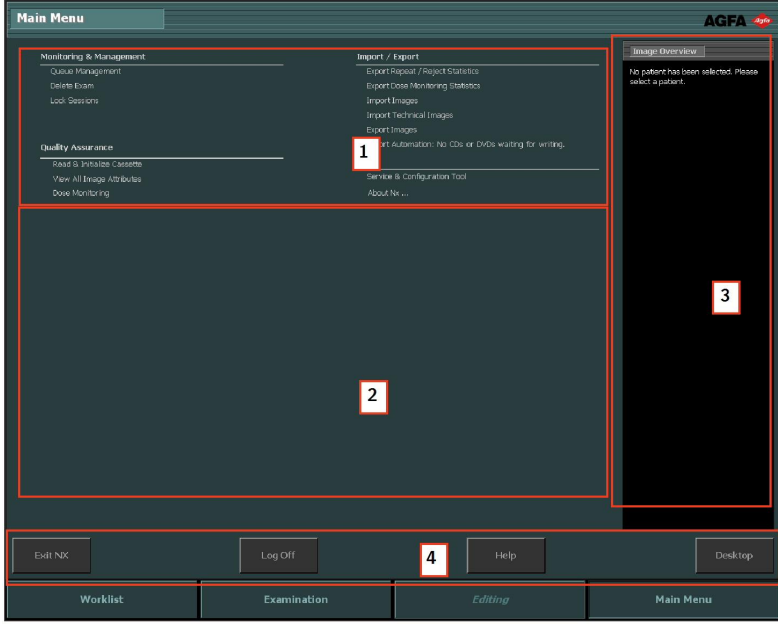 Main Menu
AGFA Agfa
Monitoring & Management
Queue Management
Delete Exam
Lock Sessions
Quality Assurance
Read & Initialize Cassette
View All Image Attributes
Dose Monitoring
Import / Export
Export Repeat / Reject Statistics
Export Dose Monitoring Statistics
Import Images
Import Technical Images
Export Images
Automation: No CDs or DVDs waiting for writing.
Service & Configuration Tool
About Nx ...
1
2
Image Overview
No patient has been selected. Please
select a patient.
3
Exit NX
Log Off
4
Help
Desktop
Worklist
Examination
Editing
Main Menu